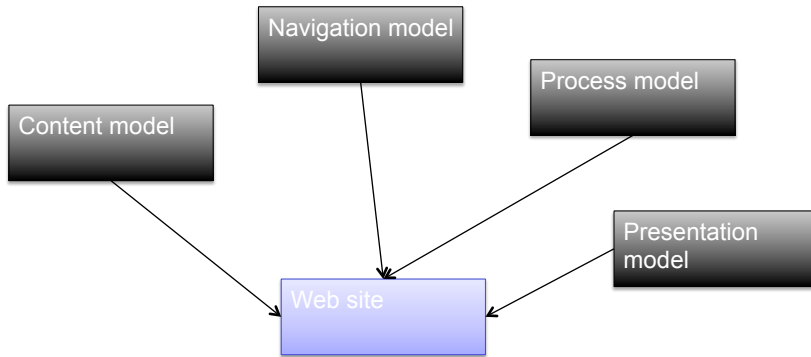 Navigation model
Process model
Content model
Presentation
model
Web site